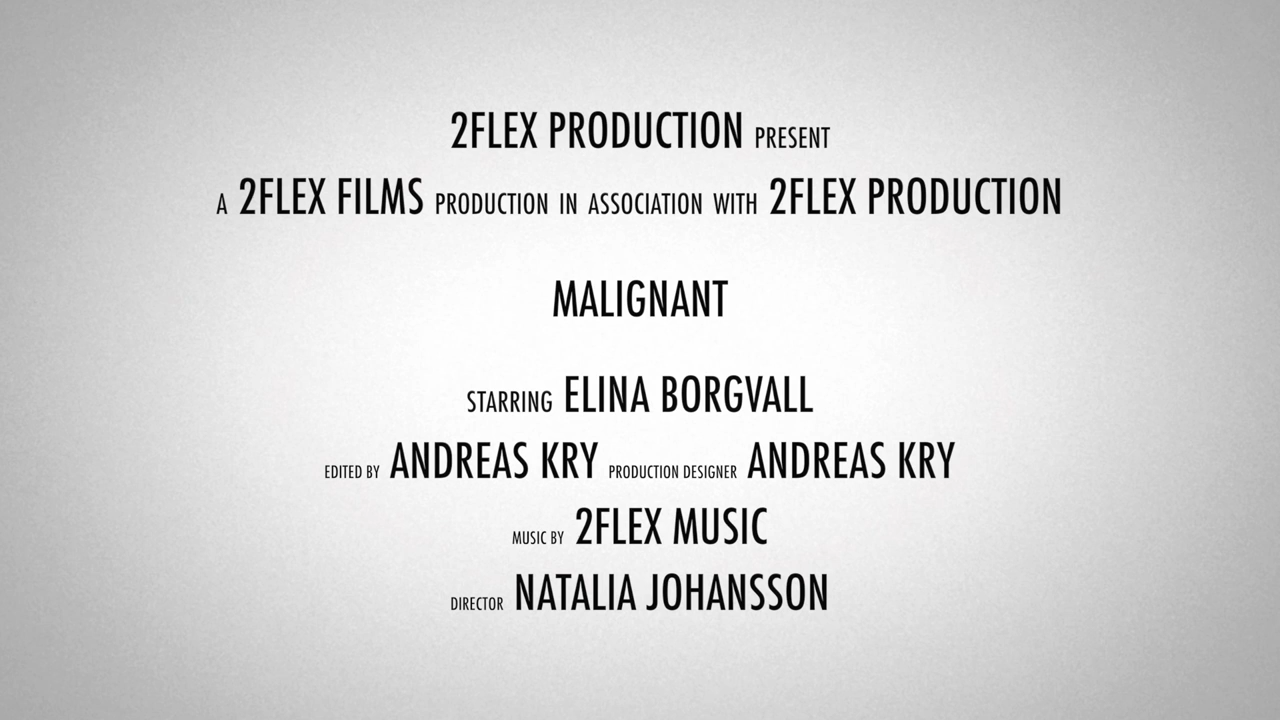 2FLEX PRODUCTION PRESENT
A 2FLEX FILMS PRODUCTION IN ASSOCIATION WITH 2FLEX PRODUCTION
MALIGNANT
STARRING ELINA BORGVALL
EDITED BY ANDREAS KRY PRODUCTION DESIGNER ANDREAS KRY
MUSIC BY 2FLEX MUSIC
DIRECTOR NATALIA JOHANSSON